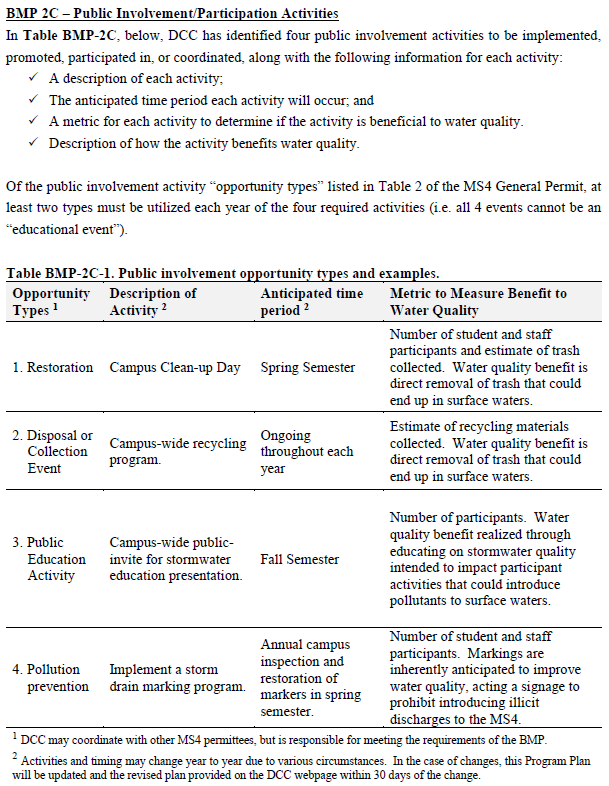 BMP 2C – Public Involvement/Participation Activities
In Table BMP-2C, below, DCC has identified four public involvement activities to be implemented,
promoted, participated in, or coordinated, along with the following information for each activity:
✓ A description of each activity;
✓ The anticipated time period each activity will occur; and
✓ A metric for each activity to determine if the activity is beneficial to water quality.
✓ Description of how the activity benefits water quality.
Of the public involvement activity “opportunity types” listed in Table 2 of the MS4 General Permit, at
least two types must be utilized each year of the four required activities (i.e. all 4 events cannot be an
“educational event”).
Table BMP-2C-1. Public involvement opportunity types and examples.
Opportunity
Types 1
Description of
Activity 2
Anticipated time
period 2
Metric to Measure Benefit to
Water Quality
1. Restoration
Campus Clean-up Day
Spring Semester
Number of student and staff
participants and estimate of trash
collected. Water quality benefit is
direct removal of trash that could
end up in surface waters.
2. Disposal or
Collection
Event
Campus-wide recycling
program.
Ongoing
throughout each
year
Estimate of recycling materials
collected. Water quality benefit is
direct removal of trash that could
end up in surface waters.
3. Public
Education
Activity
Campus-wide public-
invite for stormwater
education presentation.
Fall Semester
Number of participants. Water
quality benefit realized through
educating on stormwater quality
intended to impact participant
activities that could introduce
pollutants to surface waters.
4. Pollution
prevention
Implement a storm
drain marking program.
Annual campus
inspection and
restoration of
markers in spring
semester.
Number of student and staff
participants. Markings are
inherently anticipated to improve
water quality, acting a signage to
prohibit introducing illicit
discharges to the MS4.
1 DCC may coordinate with other MS4 permittees, but is responsible for meeting the requirements of the BMP.
2 Activities and timing may change year to year due to various circumstances. In the case of changes, this Program Plan
will be updated and the revised plan provided on the DCC webpage within 30 days of the change.